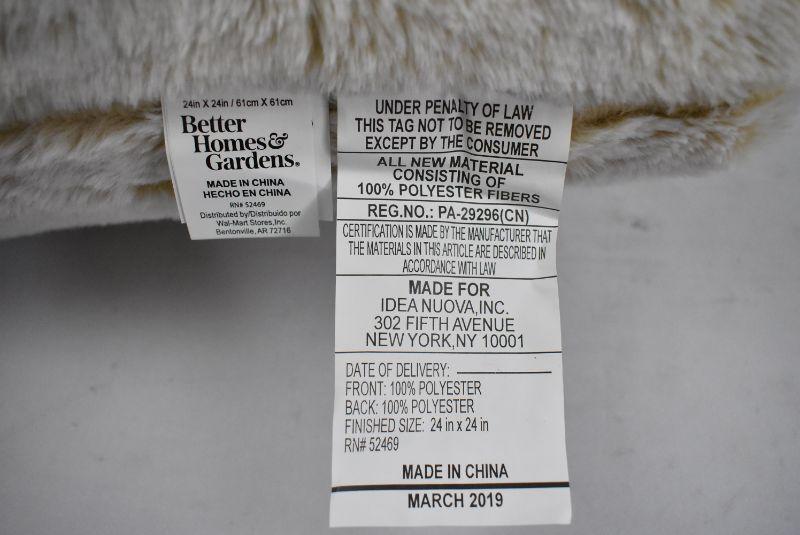 24in X 24in / 61cm X 61cm
Better
Homes&
Gardens®
MADE IN CHINA
HECHO EN CHINA
RN# 52469
Distributed by/Distribuido por
Wal-Mart Stores,Inc.
Bentonville, AR 72716
UNDER PENALTY OF LAW
THIS TAG NOT TO BE REMOVED
EXCEPT BY THE CONSUMER
ALL NEW MATERIAL
CONSISTING OF
100% POLYESTER FIBERS
REG.NO.: PA-29296(CN)
CERTIFICATION IS MADE BY THE MANUFACTURER THAT
THE MATERIALS IN THIS ARTICLE ARE DESCRIBED IN
ACCORDANCE WITH LAW
MADE FOR
IDEA NUOVA,INC.
302 FIFTH AVENUE
NEW YORK,NY 10001
DATE OF DELIVERY:
FRONT: 100% POLYESTER
BACK: 100% POLYESTER
FINISHED SIZE: 24 in x 24 in
RN# 52469
MADE IN CHINA
MARCH 2019